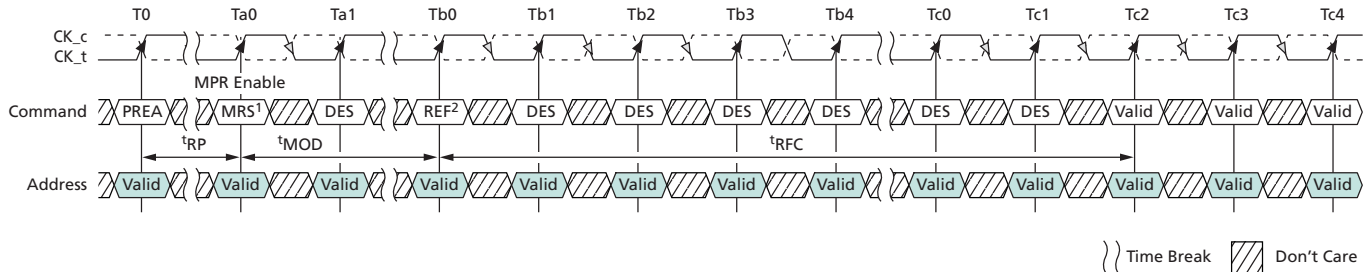 T0 Ta0 Ta1 Tb0 Tb1 Tb2 Tb3 Tb4 Tc0 Tc1 Tc2 Tc3 Tc4
CK_c
CK_t
MPR Enable
Command PREA MRS¹ DES REF² DES DES DES DES DES DES Valid Valid Valid
tRP tMOD tRFC
Address Valid Valid Valid Valid Valid Valid Valid Valid Valid Valid Valid Valid Valid
Time Break Don't Care